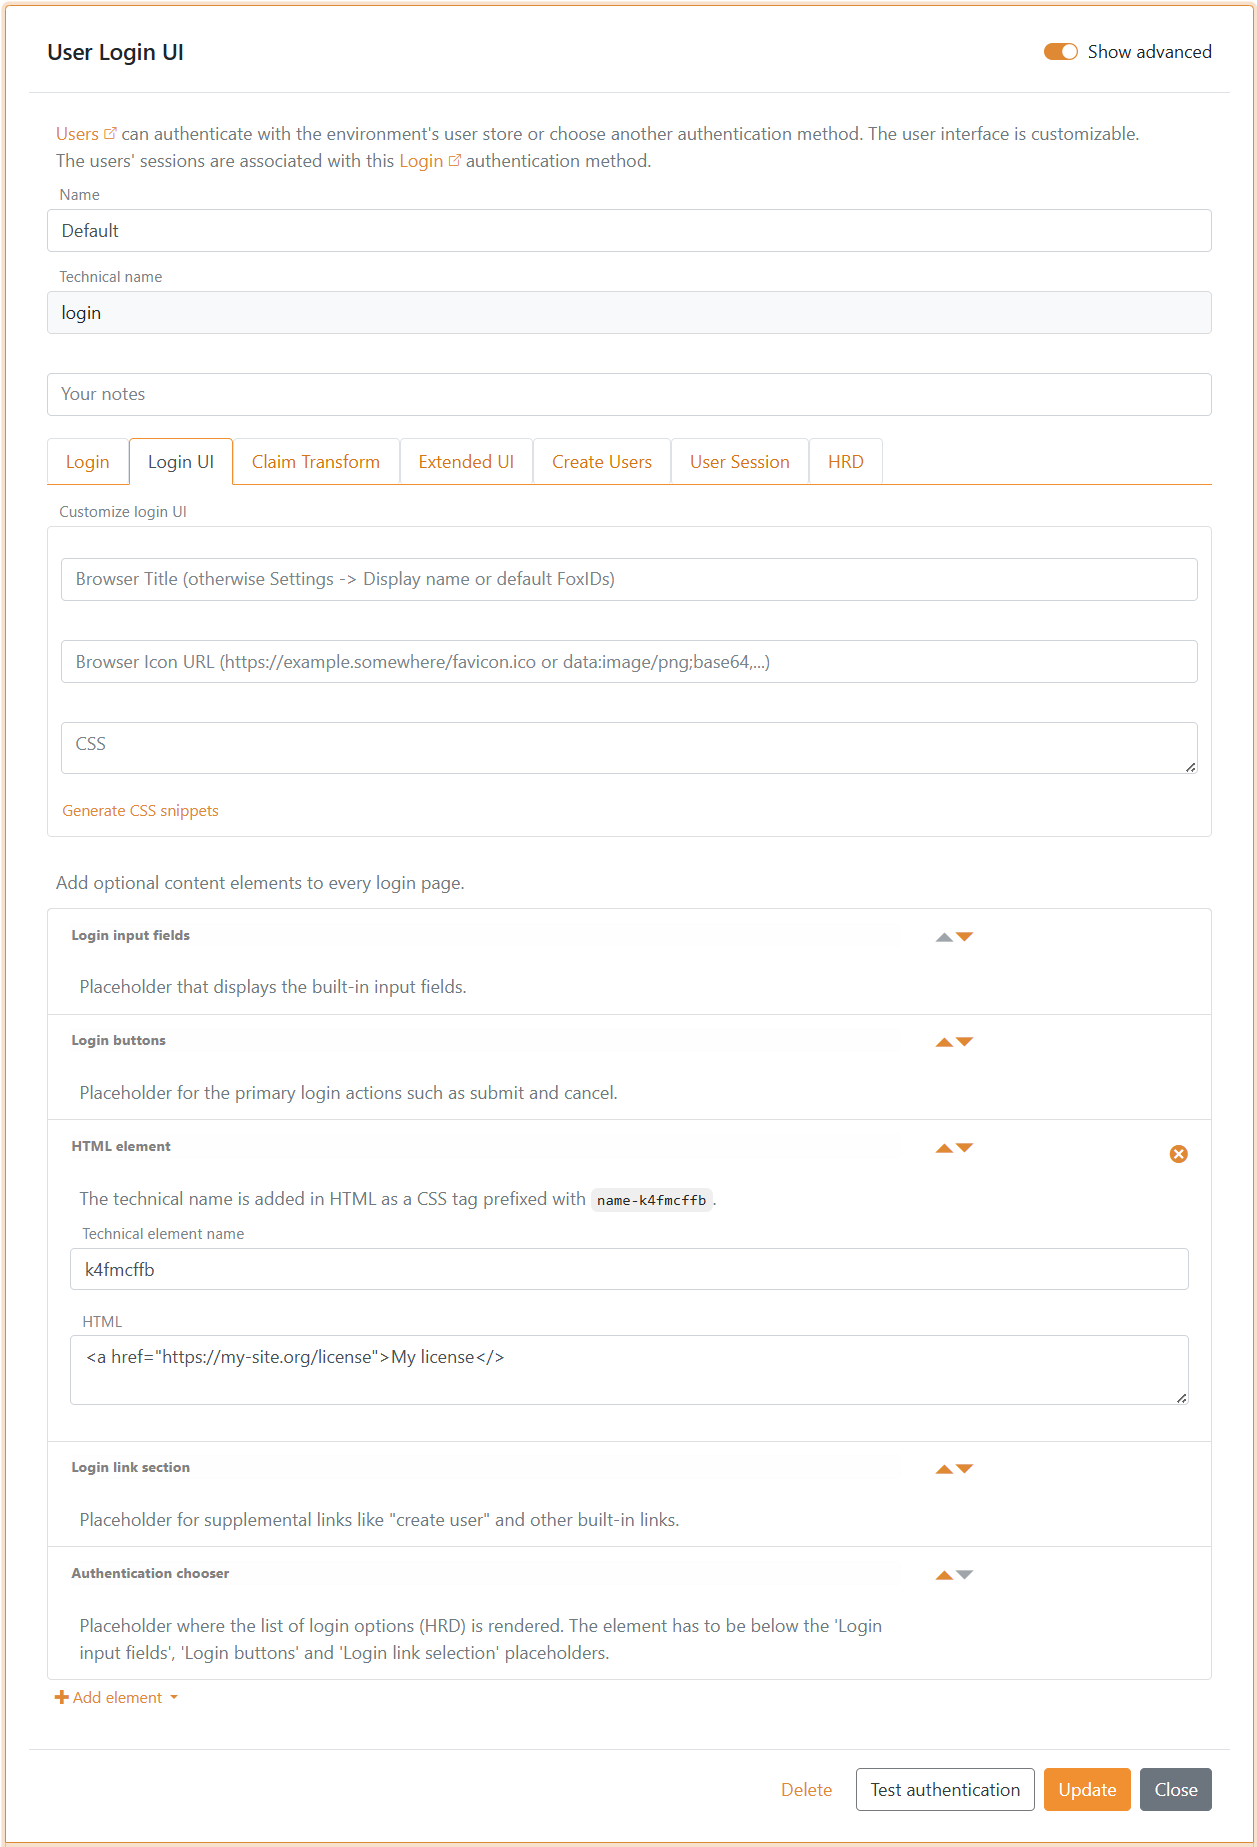 User Login UI
Show advanced
Users can authenticate with the environment's user store or choose another authentication method. The user interface is customizable.
The users' sessions are associated with this Login authentication method.
Name
Default
Technical name
login
Your notes
Login
Login UI
Claim Transform
Extended UI
Create Users
User Session
HRD
Customize login UI
Browser Title (otherwise Settings -> Display name or default FoxIDs)
Browser Icon URL (https://example.somewhere/favicon.ico or data:image/png;base64,...)
CSS
Generate CSS snippets
Add optional content elements to every login page.
Login input fields
Placeholder that displays the built-in input fields.
Login buttons
Placeholder for the primary login actions such as submit and cancel.
HTML element
The technical name is added in HTML as a CSS tag prefixed with name-k4fmcffb.
Technical element name
k4fmcffb
HTML
<a href="https://my-site.org/license">My license</>
Login link section
Placeholder for supplemental links like "create user" and other built-in links.
Authentication chooser
Placeholder where the list of login options (HRD) is rendered. The element has to be below the 'Login
input fields', 'Login buttons' and 'Login link selection' placeholders.
Add element
Delete
Test authentication
Update
Close